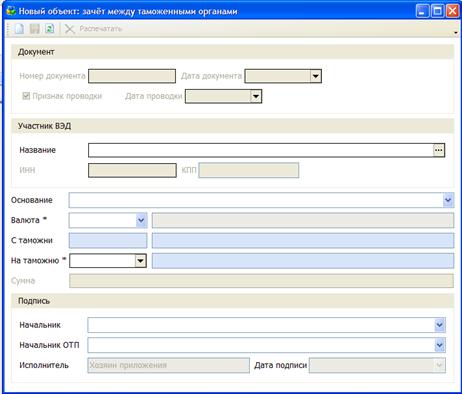 Новый объект: зачёт между таможенными органами
Распечатать
Документ
Номер документа Дата документа
Признак проводки Дата проводки
Участник ВЭД
Название ...
ИНН КПП
Основание
Валюта *
С таможни
На таможню *
Сумма
Подпись
Начальник
Начальник ОТП
Исполнитель Хозяин приложения Дата подписи